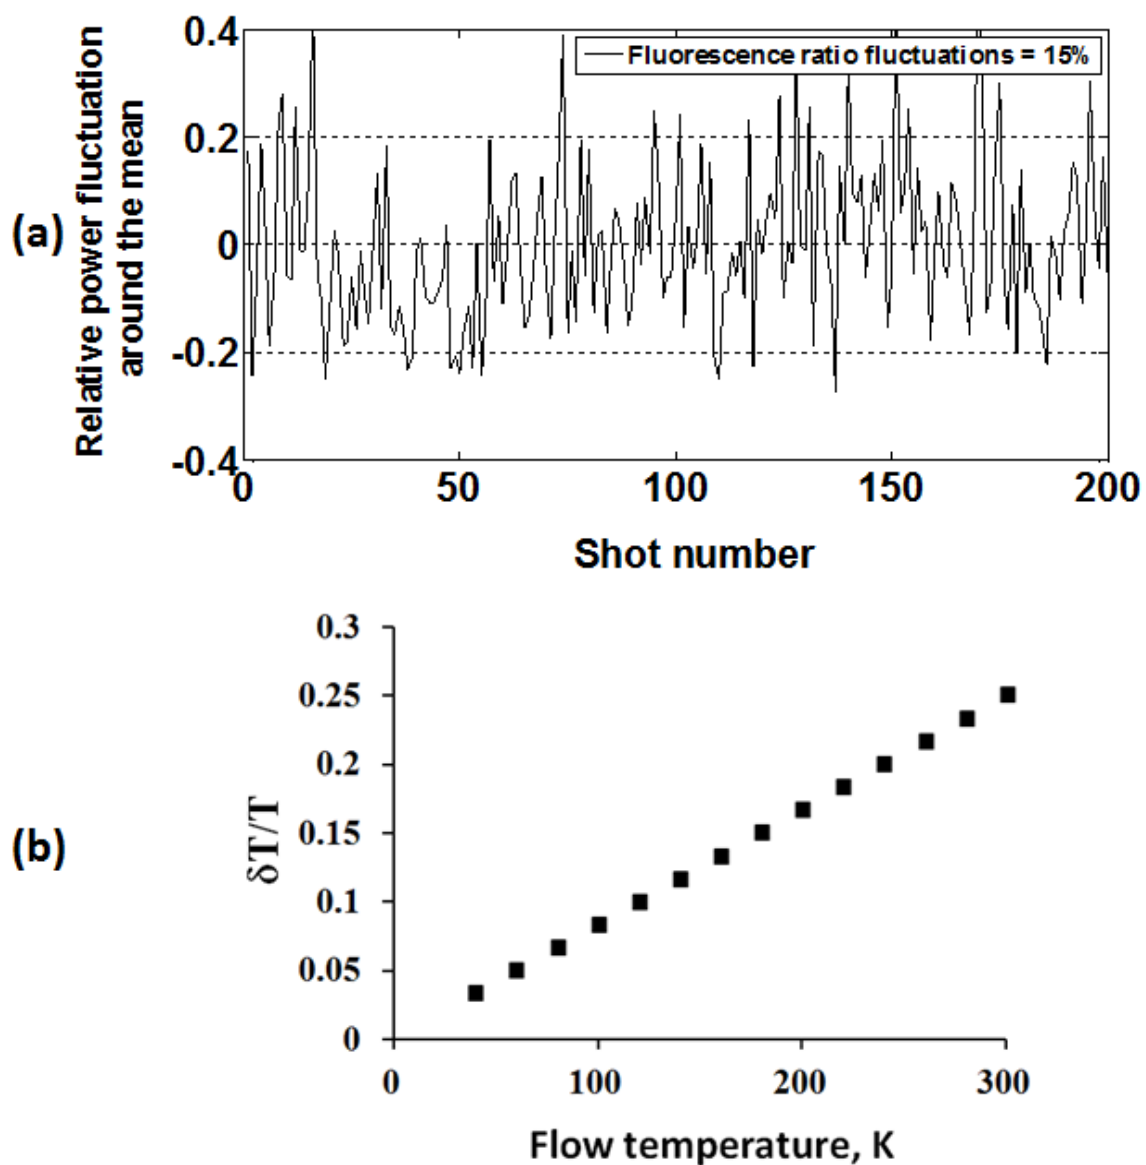 (a)
Relative power fluctuation
around the mean
0.4
0.2
0
-0.2
-0.4
Fluorescence ratio fluctuations = 15%
0 50 100 150 200
Shot number
(b)
δT/T
0.3
0.25
0.2
0.15
0.1
0.05
0
0 100 200 300
Flow temperature, K